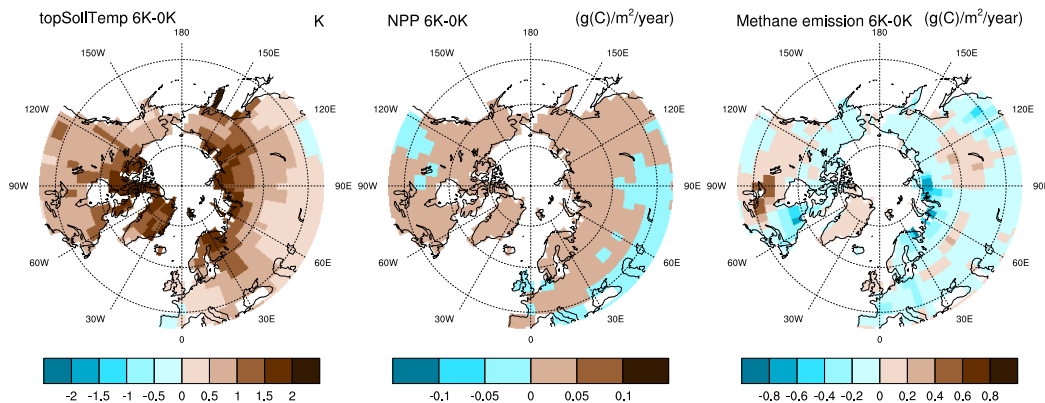 topSoilTemp 6K-0K K
180
150W
150E
120W
120E
90W
90E
60W
60E
30W
30E
0
-2 -1.5 -1 -0.5 0 0.5 1 1.5 2
NPP 6K-0K (g(C)/m²/year)
180
150W
150E
120W
120E
90W
90E
60W
60E
30W
30E
0
-0.1 -0.05 0 0.05 0.1
Methane emission 6K-0K (g(C)/m²/year)
180
150W
150E
120W
120E
90W
90E
60W
60E
30W
30E
0
-0.8 -0.6 -0.4 -0.2 0 0.2 0.4 0.6 0.8